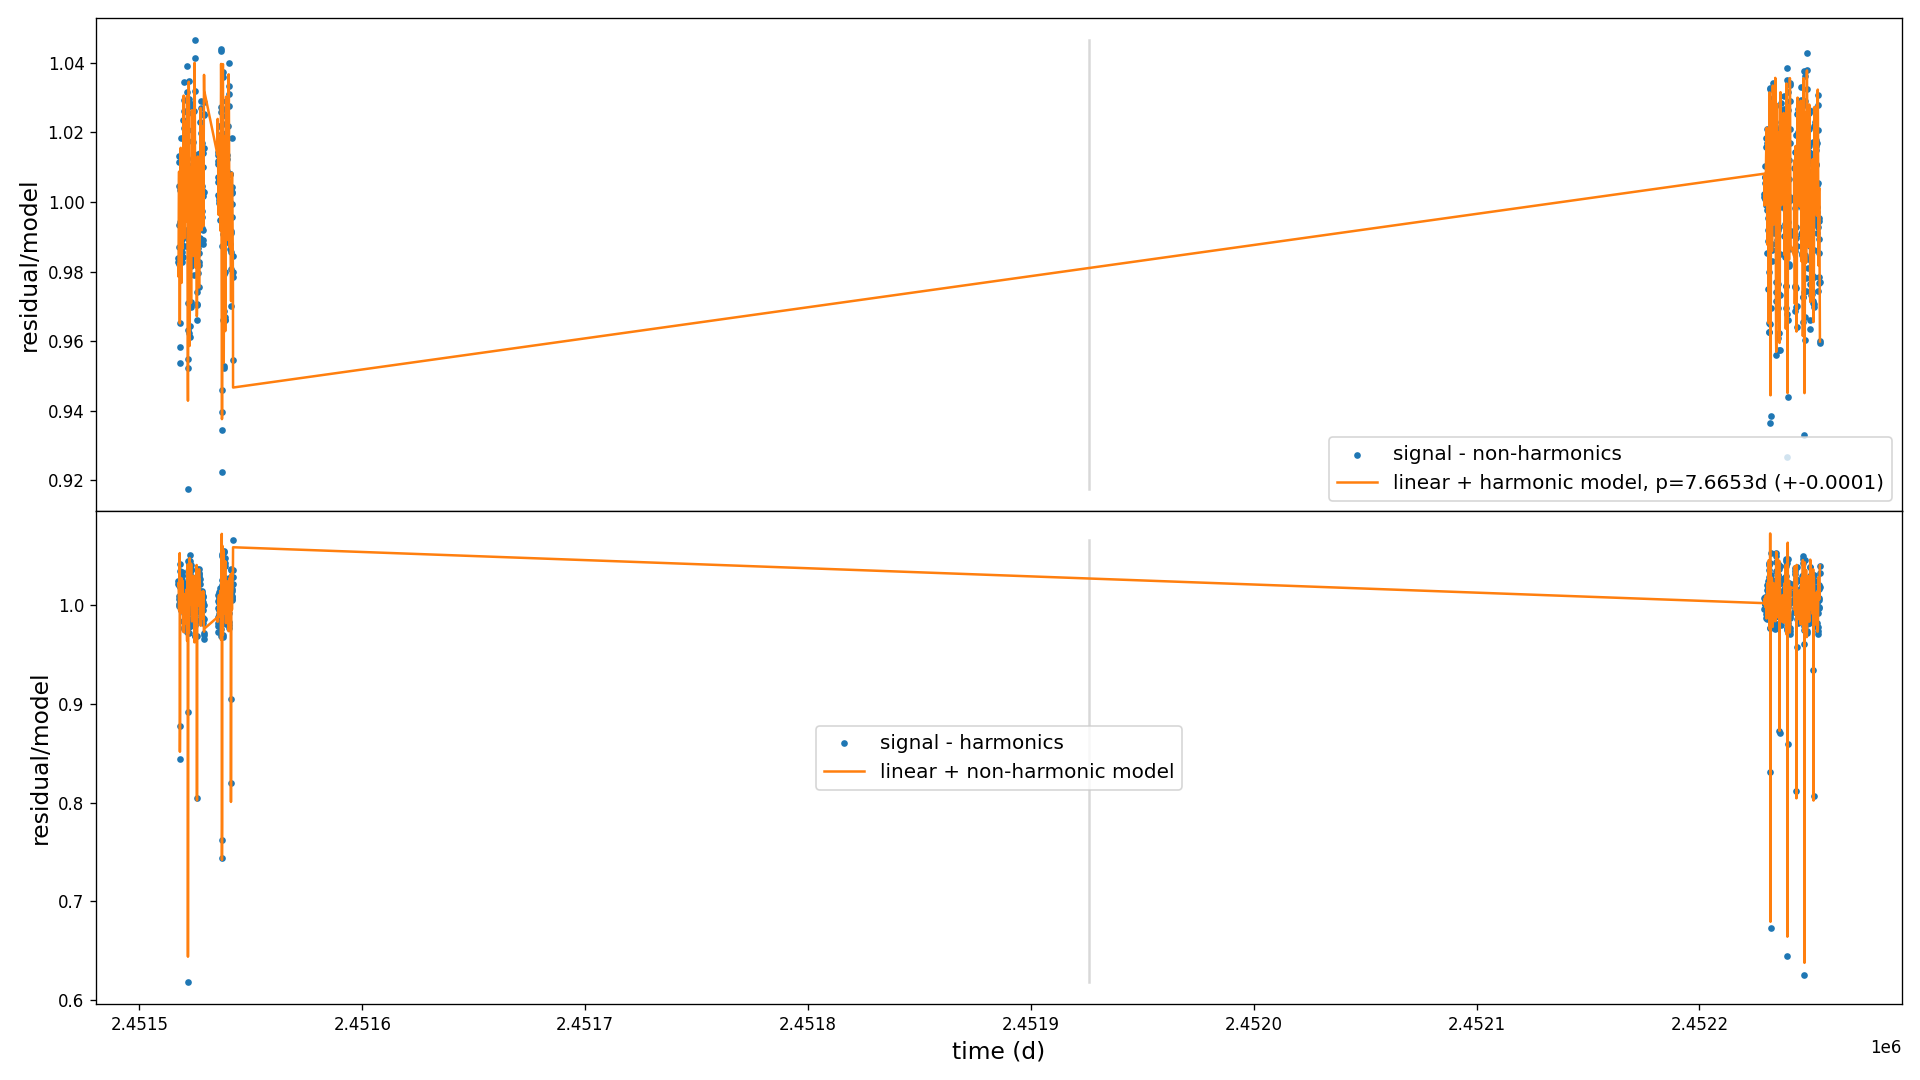 1.04
1.02
1.00
0.98
0.96
0.94
0.92
residual/model
signal - non-harmonics
linear + harmonic model, p=7.6653d (+-0.0001)
1.0
0.9
0.8
0.7
0.6
residual/model
signal - harmonics
linear + non-harmonic model
2.4515
2.4516
2.4517
2.4518
2.4519
2.4520
2.4521
2.4522
1e6
time (d)